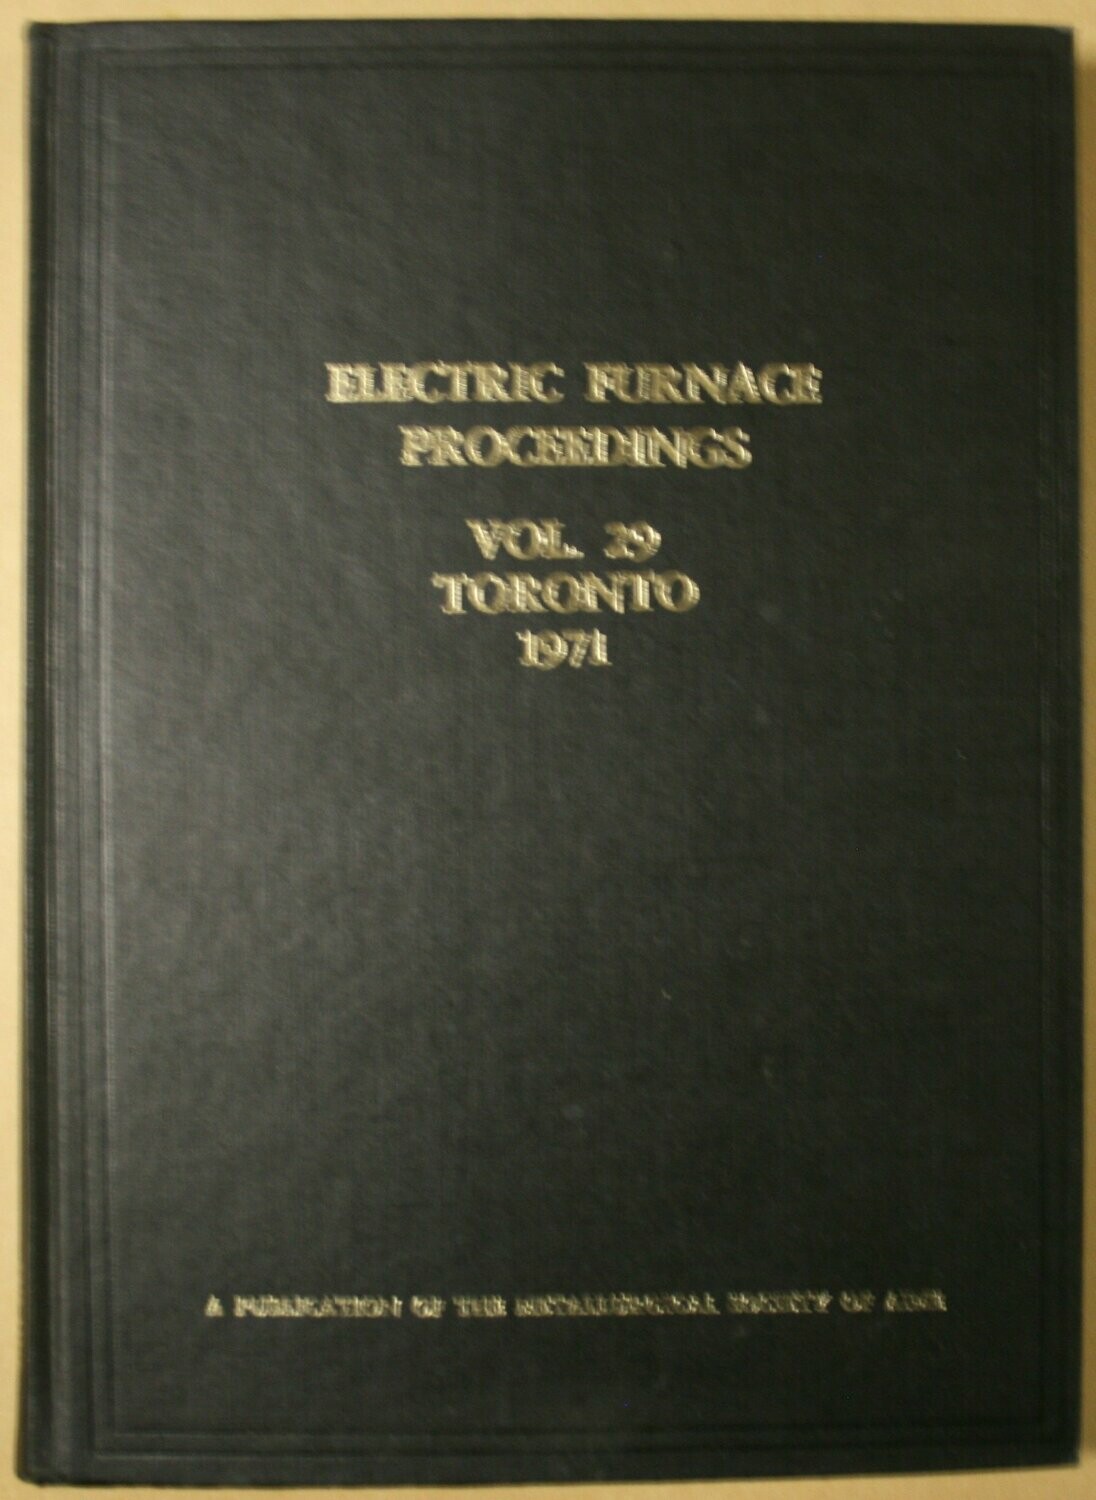 ELECTRIC FURNACE
PROCEEDINGS
VOL. 29
TORONTO
1971
A PUBLICATION OF THE METALLURGICAL SOCIETY OF AIME